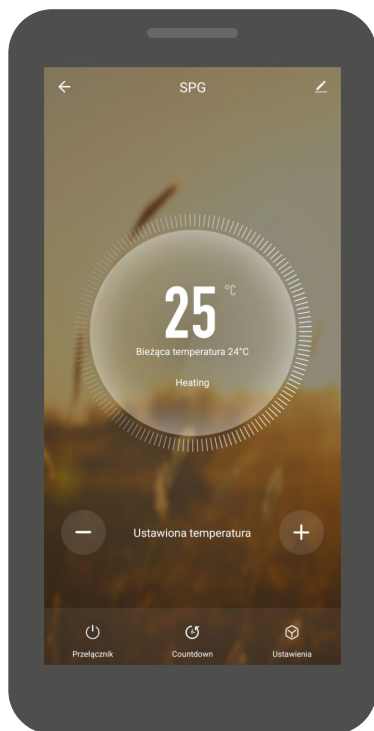 SPG
25 °C
Bieżąca temperatura 24°C
Heating
Ustawiona temperatura
Przełącznik Countdown Ustawienia